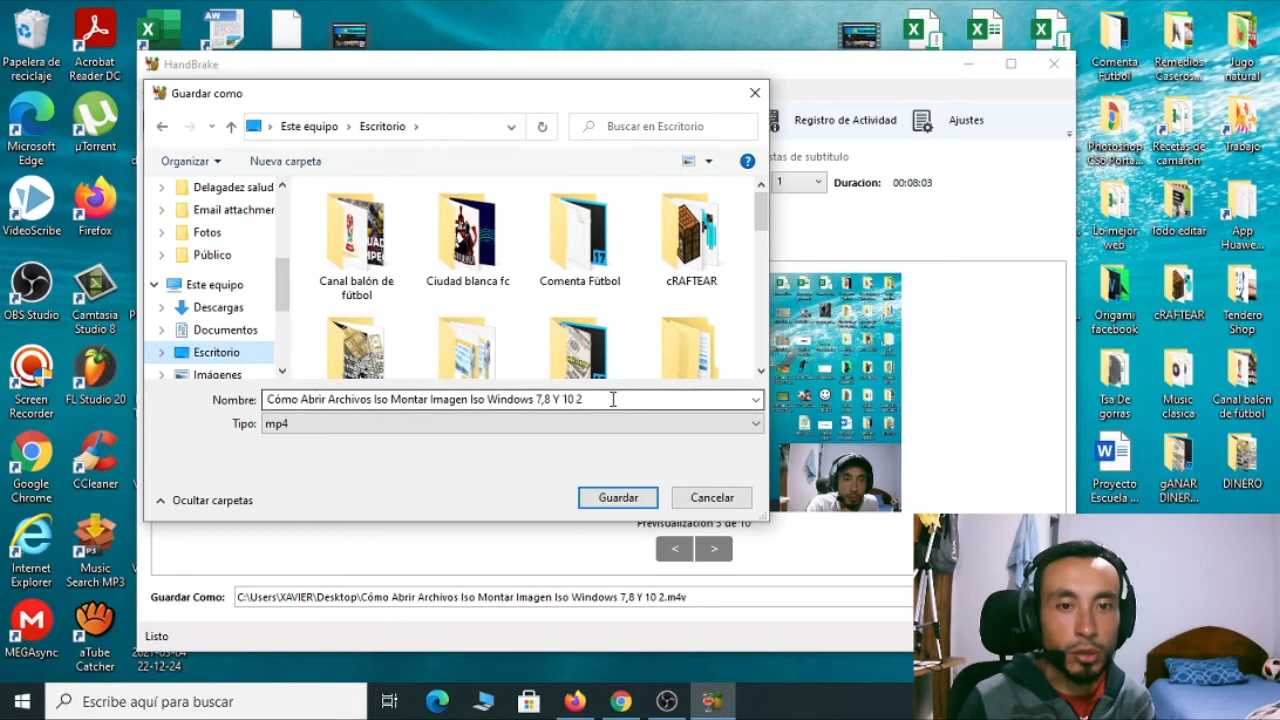 Papelera de
reciclaje
Acrobat
Reader DC
Microsoft
Edge
µTorrent
VideoScribe
Firefox
OBS Studio
Camtasia
Studio 8
Screen
Recorder
FL Studio 20
Google
Chrome
CCleaner
Internet
Explorer
Music
Search MP3
MEGAsync
aTube
Catcher
22-12-24
HandBrake
Guardar como
Este equipo
Escritorio
Buscar en Escritorio
Organizar
Nueva carpeta
Delagadez salud
Email attachmer
Fotos
Público
Este equipo
Descargas
Documentos
Escritorio
Imágenes
Canal balón de
fútbol
Ciudad blanca fc
Comenta Fútbol
cRAFTEAR
Nombre:
Cómo Abrir Archivos Iso Montar Imagen Iso Windows 7,8 Y 10 2
Tipo:
mp4
Ocultar carpetas
Guardar
Cancelar
Registro de Actividad
Ajustes
stas de subtitulo
1
Duracion:
00:08:03
Previsualización 5 de 10
<
>
Guardar Como:
C:\Users\XAVIER\Desktop\Cómo Abrir Archivos Iso Montar Imagen Iso Windows 7,8 Y 10 2.m4v
Listo
Comenta
Futbol
Remedios
Caseros...
Jugo
natural
Photoshop
CS6 Porta...
Recetas de
camarón
Trabajo
Lo mejor
web
Todo editar
App
Huawe...
Origami
facebook
cRAFTEAR
Tendero
Shop
Tsa De
gorras
Music
clasica
Canal balón
de fútbol
Proyecto
Escuela ...
gANAR
DINER...
DINERO
Escribe aquí para buscar